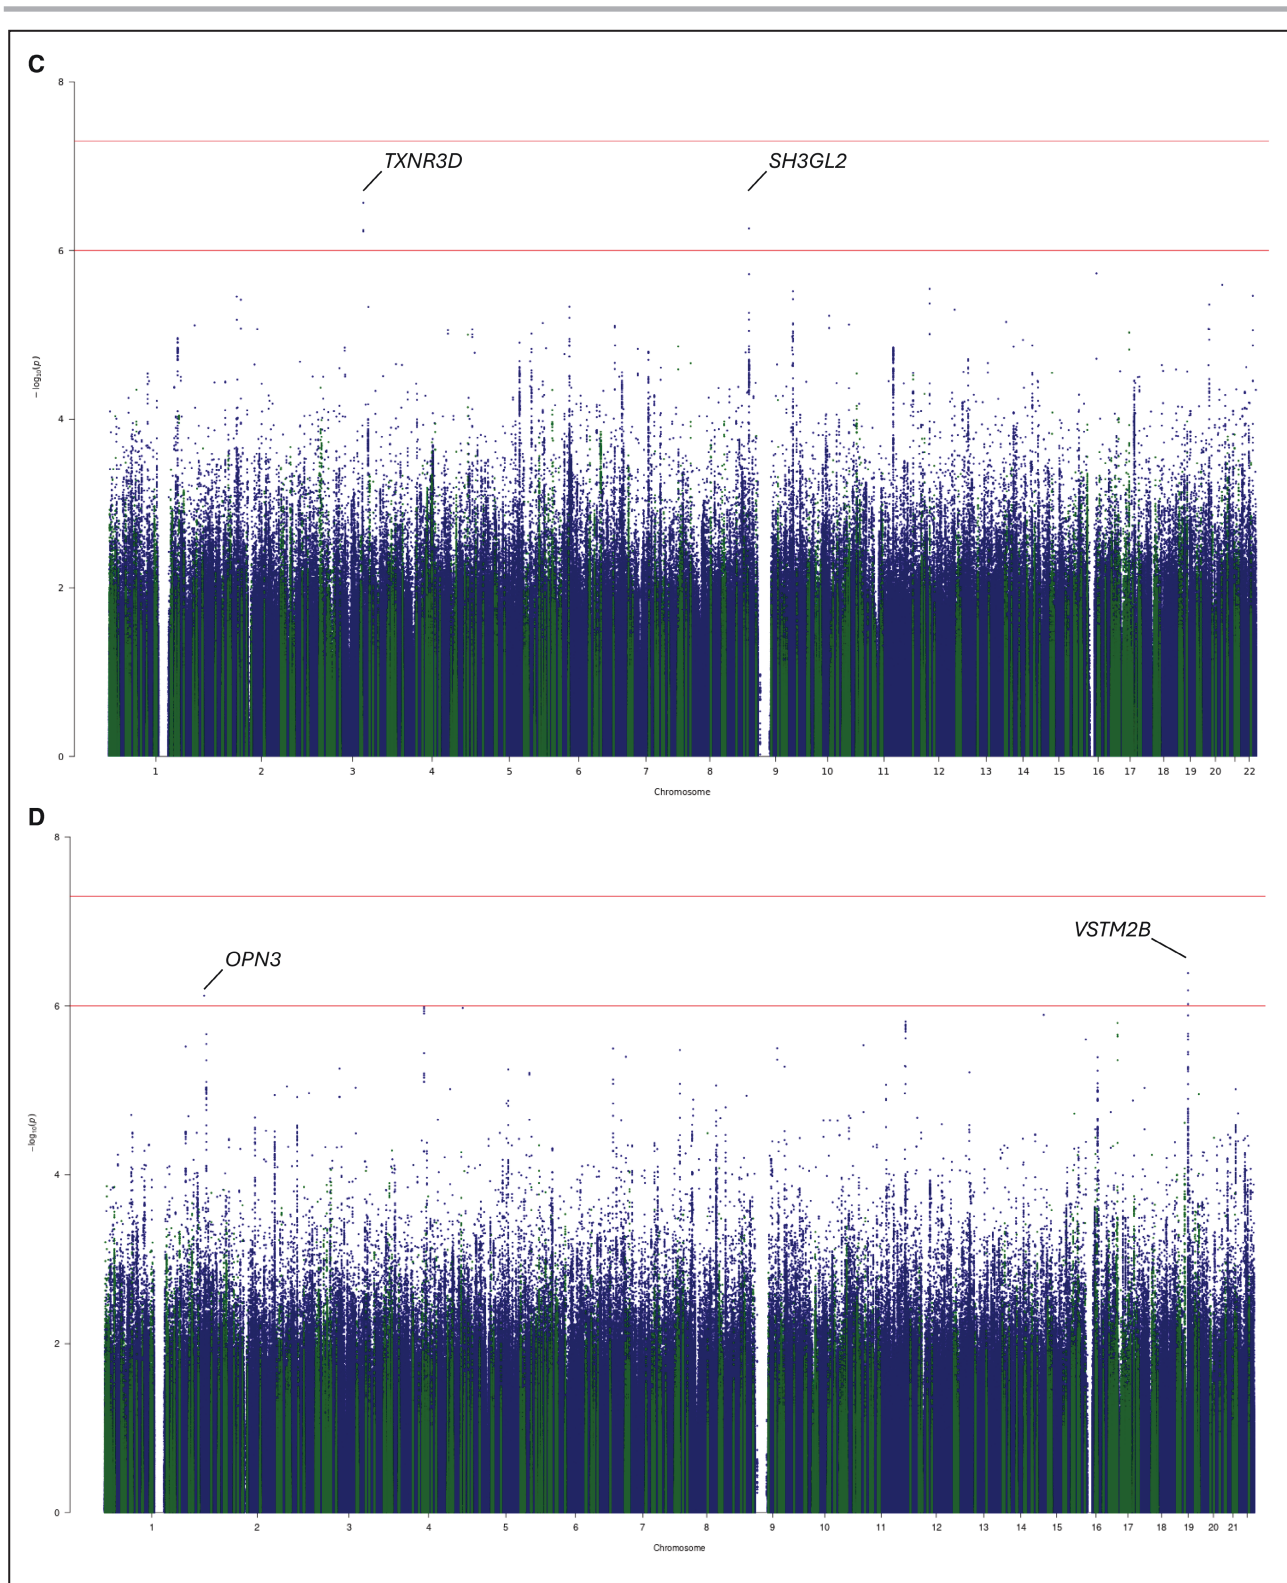 C
8
TXNR3D SH3GL2
6
− log₁₀(p)
4
2
0
1 2 3 4 5 6 7 8 9 10 11 12 13 14 15 16 17 18 19 20 22
Chromosome
D
8
VSTM2B
OPN3
6
−log₁₀(p)
4
2
0
1 2 3 4 5 6 7 8 9 10 11 12 13 14 15 16 17 18 19 20 21
Chromosome